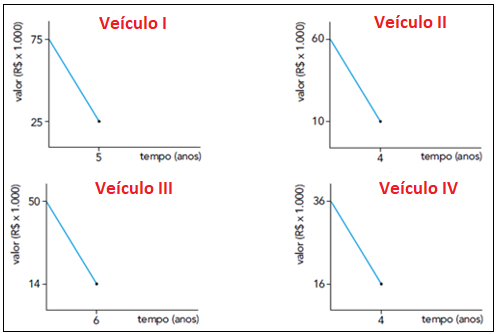 Veículo I
valor (R$ x 1.000)
75
25
5
tempo (anos)
Veículo II
valor (R$ x 1.000)
60
10
4
tempo (anos)
Veículo III
valor (R$ x 1.000)
50
14
6
tempo (anos)
Veículo IV
valor (R$ x 1.000)
36
16
4
tempo (anos)